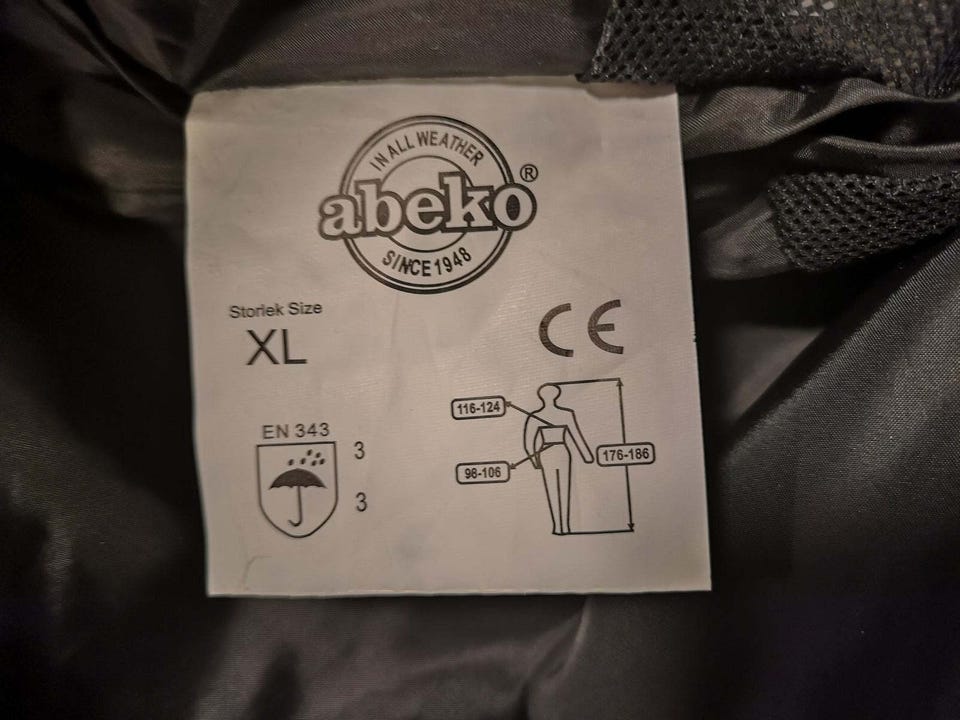 IN ALL WEATHER
abeko®
SINCE 1948
Storlek Size
XL
CE
EN 343
3
3
116-124
98-106
176-186